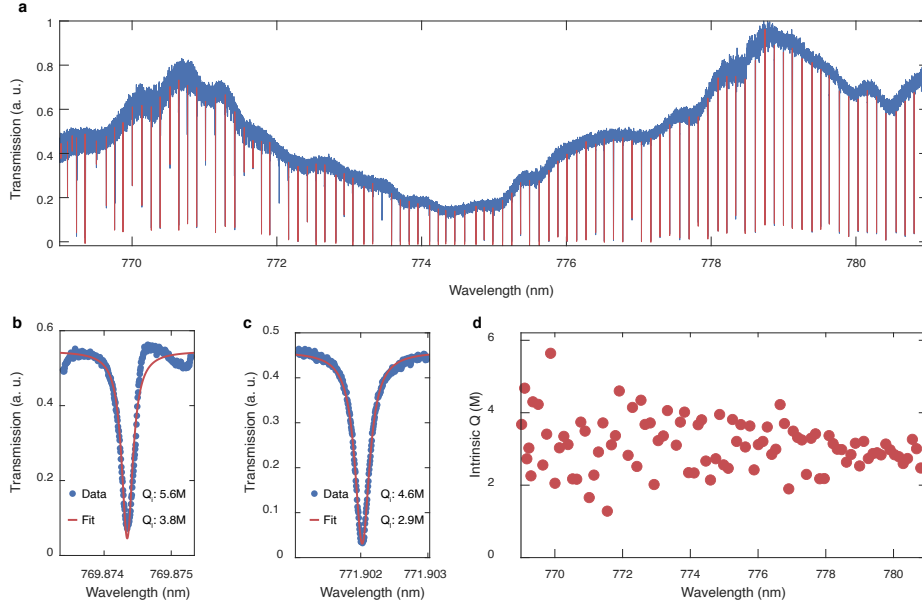 a
Transmission (a. u.)
1
0.8
0.6
0.4
0.2
0
770
772
774
776
778
780
Wavelength (nm)
b
Transmission (a. u.)
0.6
0.4
0.2
0
Data Qi: 5.6M
Fit Qi: 3.8M
769.874
769.875
Wavelength (nm)
c
Transmission (a. u.)
0.5
0.4
0.3
0.2
0.1
0
Data Qi: 4.6M
Fit Qi: 2.9M
771.902
771.903
Wavelength (nm)
d
Intrinsic Q (M)
6
4
2
0
770
772
774
776
778
780
Wavelength (nm)